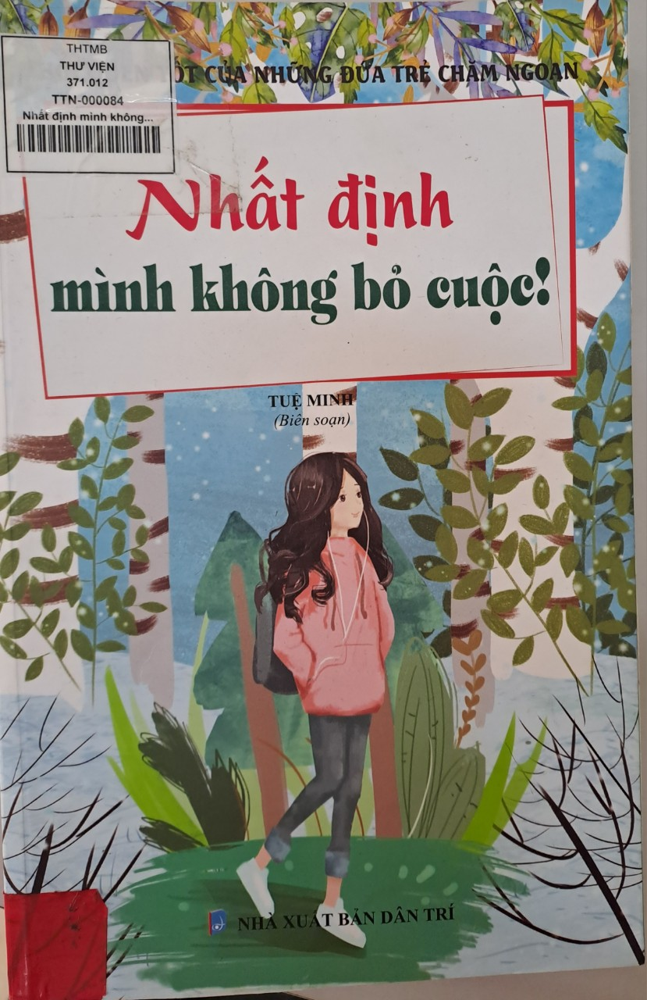 THTMB
THƯ VIỆN
371.012
TTN-000084
Nhất định mình không...
CỦA NHỮNG ĐỨA TRẺ CHĂM NGOAN
Nhất định
mình không bỏ cuộc!
TUỆ MINH
(Biên soạn)
NHÀ XUẤT BẢN DÂN TRÍ